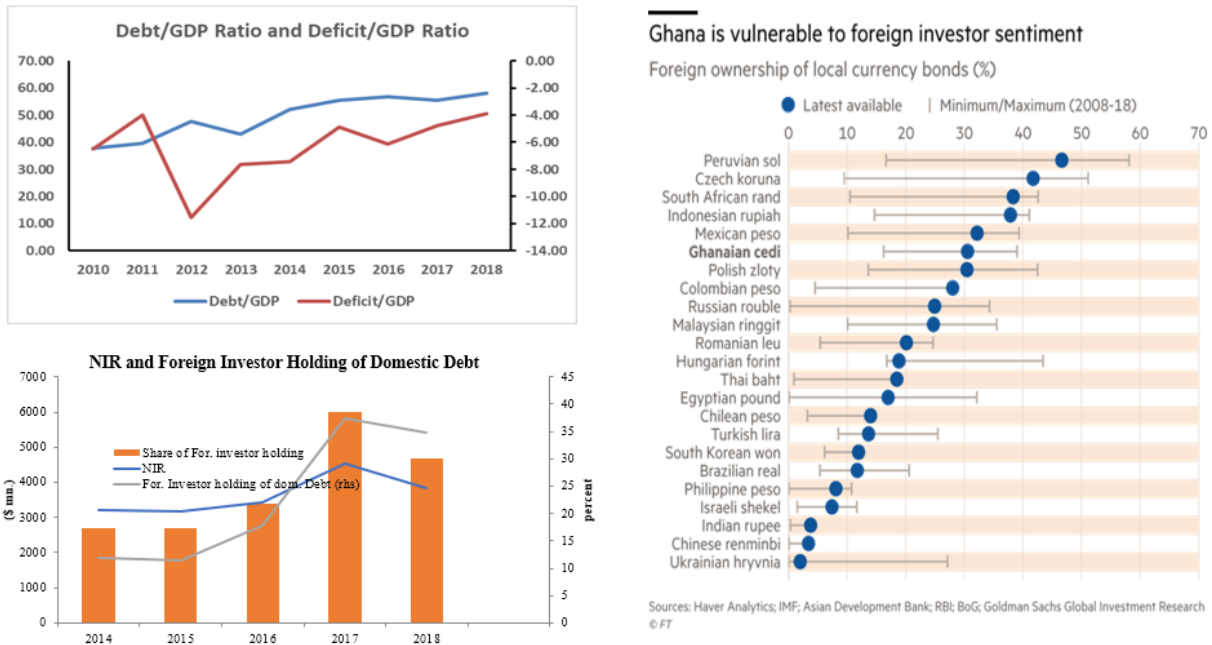 Debt/GDP Ratio and Deficit/GDP Ratio
70.00
60.00
50.00
40.00
30.00
20.00
10.00
0.00
0.00
-2.00
-4.00
-6.00
-8.00
-10.00
-12.00
-14.00
2010 2011 2012 2013 2014 2015 2016 2017 2018
Debt/GDP Deficit/GDP
NIR and Foreign Investor Holding of Domestic Debt
7000
6000
5000
4000
3000
2000
1000
0
($ mn.)
Share of For. investor holding
NIR
For. Investor holding of dom. Debt (rhs)
45
40
35
30
25
20
15
10
5
0
percent
2014 2015 2016 2017 2018
Ghana is vulnerable to foreign investor sentiment
Foreign ownership of local currency bonds (%)
Latest available Minimum/Maximum (2008-18)
0 10 20 30 40 50 60 70
Peruvian sol
Czech koruna
South African rand
Indonesian rupiah
Mexican peso
Ghanaian cedi
Polish zloty
Colombian peso
Russian rouble
Malaysian ringgit
Romanian leu
Hungarian forint
Thai baht
Egyptian pound
Chilean peso
Turkish lira
South Korean won
Brazilian real
Philippine peso
Israeli shekel
Indian rupee
Chinese renminbi
Ukrainian hryvnia
Sources: Haver Analytics; IMF; Asian Development Bank; RBI; BoG; Goldman Sachs Global Investment Research
© FT